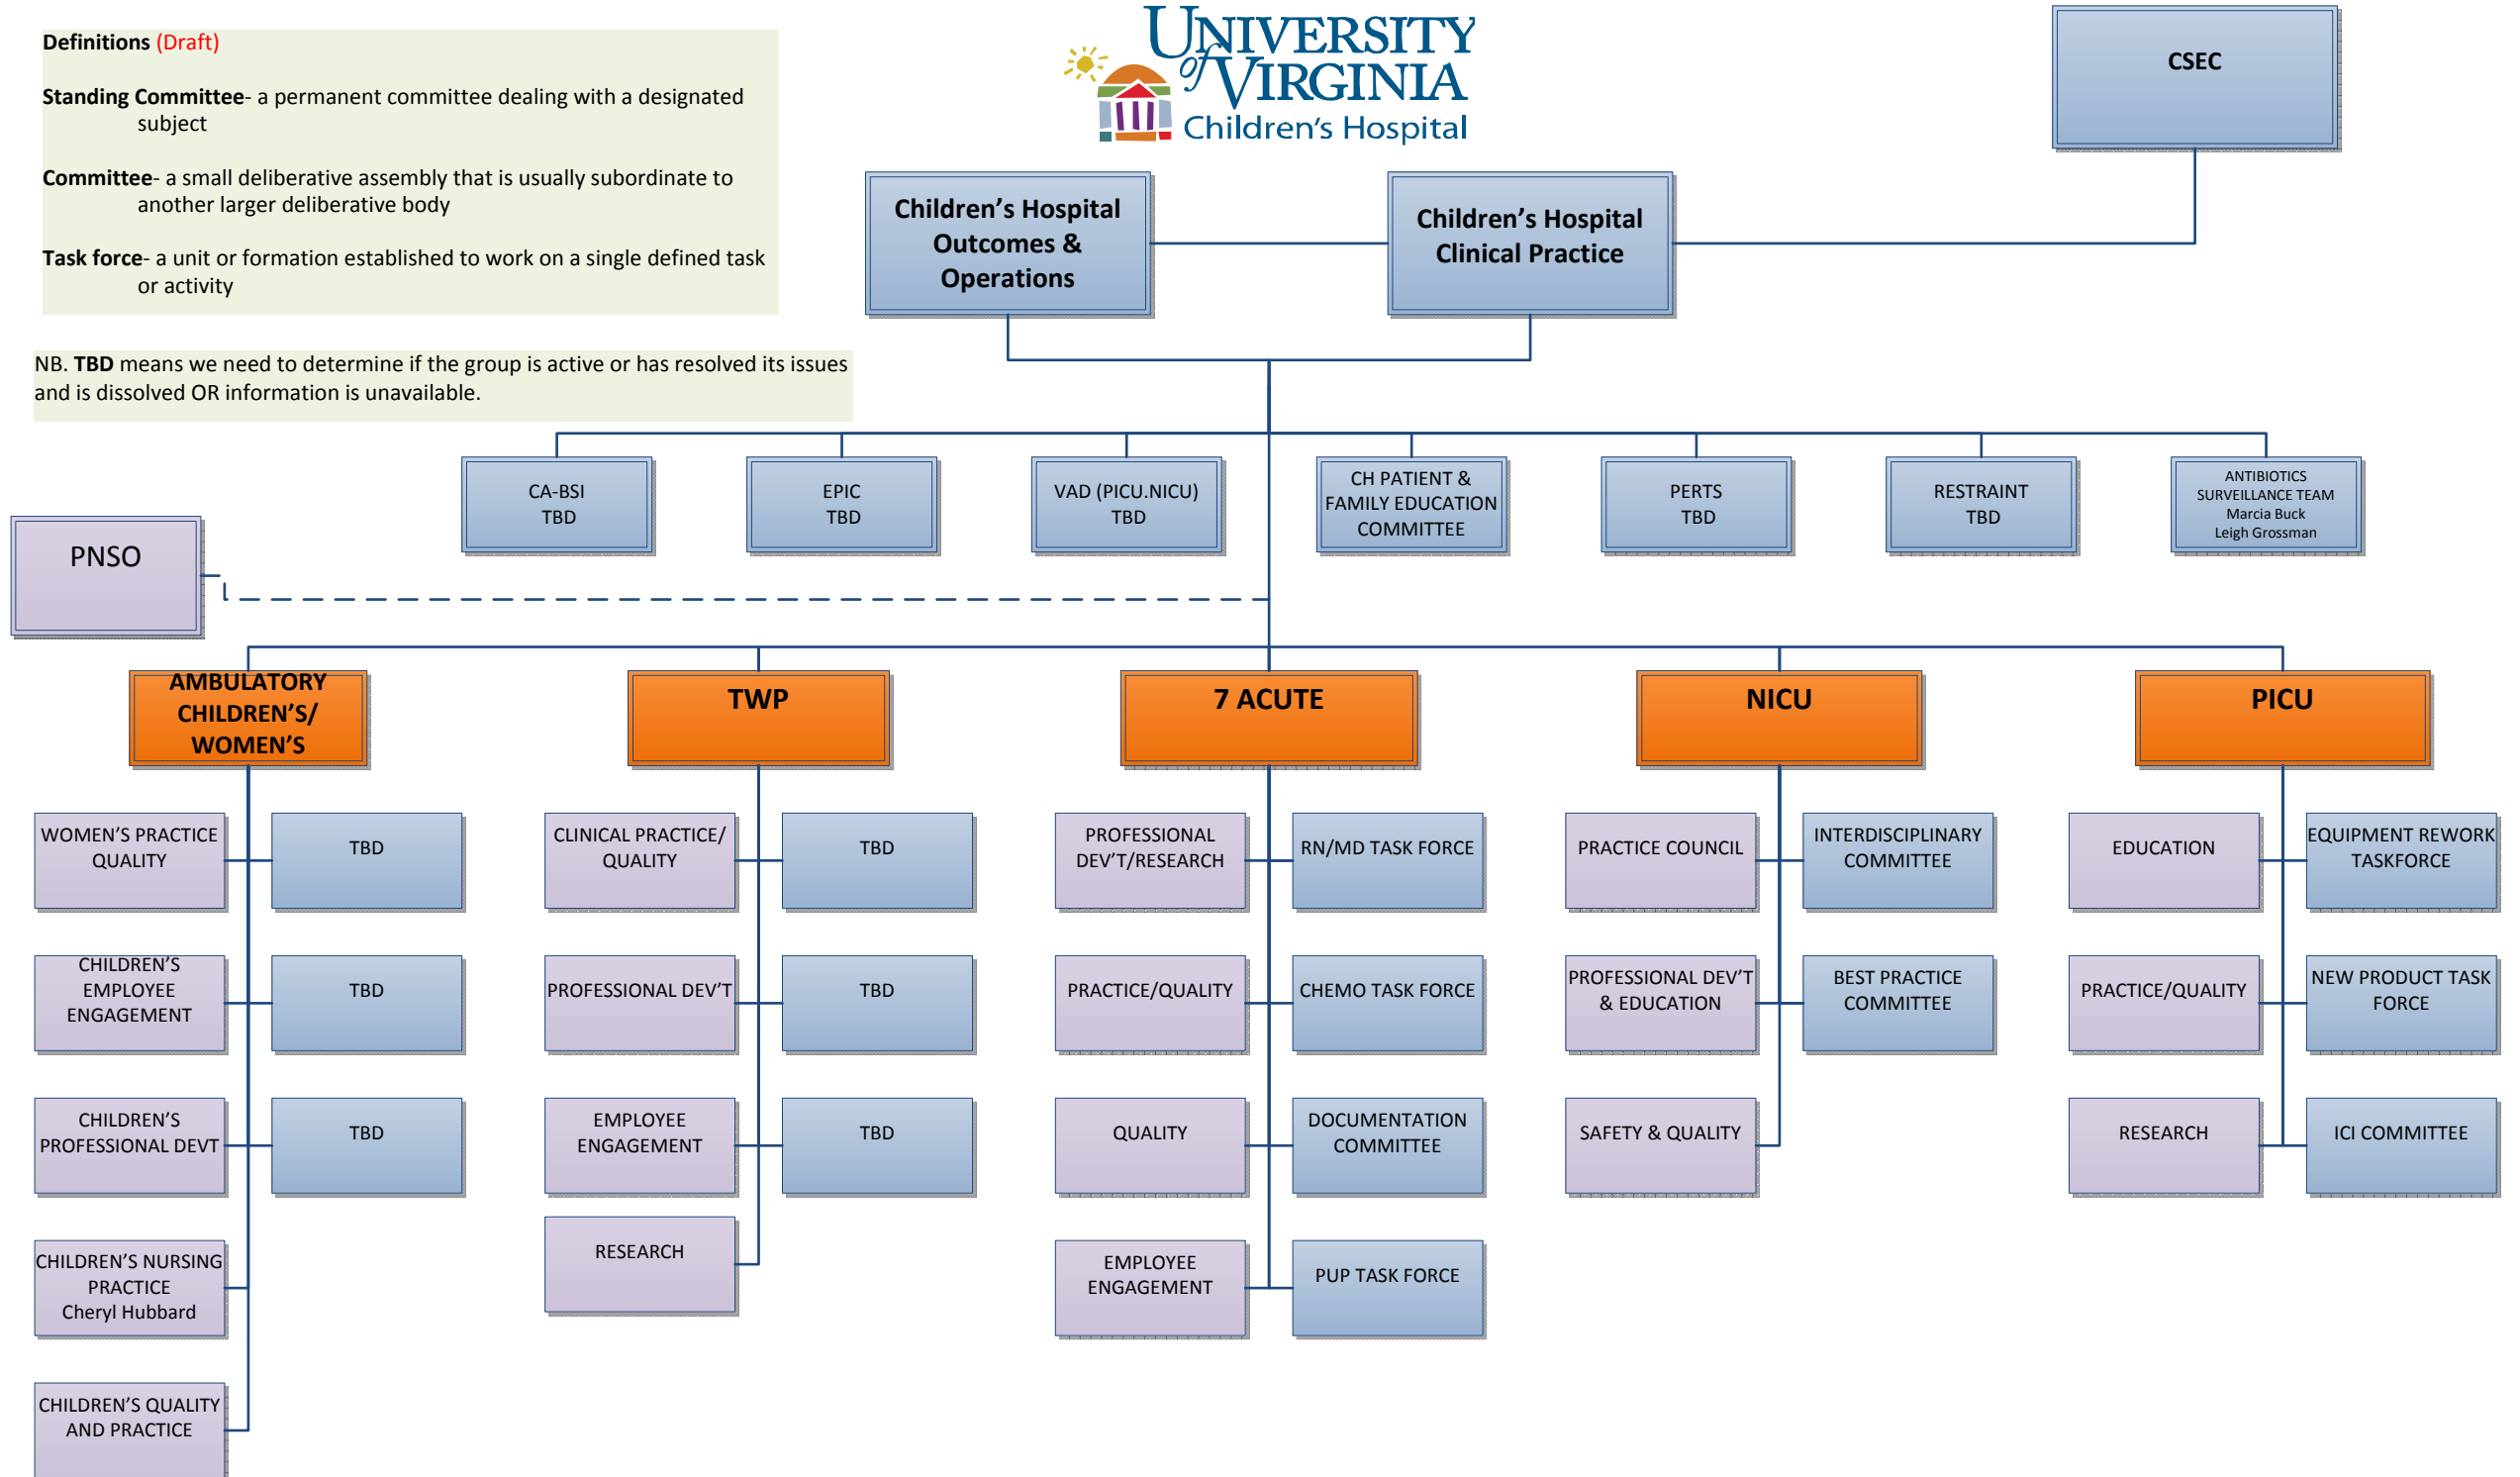 Definitions (Draft)
Standing Committee- a permanent committee dealing with a designated
subject
Committee- a small deliberative assembly that is usually subordinate to
another larger deliberative body
Task force- a unit or formation established to work on a single defined task
or activity
NB. TBD means we need to determine if the group is active or has resolved its issues
and is dissolved OR information is unavailable.
UNIVERSITY
of VIRGINIA
Children's Hospital
CSEC
Children’s Hospital
Outcomes &
Operations
Children’s Hospital
Clinical Practice
CA-BSI
TBD
EPIC
TBD
VAD (PICU.NICU)
TBD
CH PATIENT &
FAMILY EDUCATION
COMMITTEE
PERTS
TBD
RESTRAINT
TBD
ANTIBIOTICS
SURVEILLANCE TEAM
Marcia Buck
Leigh Grossman
PNSO
AMBULATORY
CHILDREN’S/
WOMEN’S
TWP
7 ACUTE
NICU
PICU
WOMEN’S PRACTICE
QUALITY
TBD
CHILDREN’S
EMPLOYEE
ENGAGEMENT
TBD
CHILDREN’S
PROFESSIONAL DEVT
TBD
CHILDREN’S NURSING
PRACTICE
Cheryl Hubbard
CHILDREN’S QUALITY
AND PRACTICE
CLINICAL PRACTICE/
QUALITY
TBD
PROFESSIONAL DEV’T
TBD
EMPLOYEE
ENGAGEMENT
TBD
RESEARCH
PROFESSIONAL
DEV’T/RESEARCH
RN/MD TASK FORCE
PRACTICE/QUALITY
CHEMO TASK FORCE
QUALITY
DOCUMENTATION
COMMITTEE
EMPLOYEE
ENGAGEMENT
PUP TASK FORCE
PRACTICE COUNCIL
INTERDISCIPLINARY
COMMITTEE
PROFESSIONAL DEV’T
& EDUCATION
BEST PRACTICE
COMMITTEE
SAFETY & QUALITY
EDUCATION
EQUIPMENT REWORK
TASKFORCE
PRACTICE/QUALITY
NEW PRODUCT TASK
FORCE
RESEARCH
ICI COMMITTEE